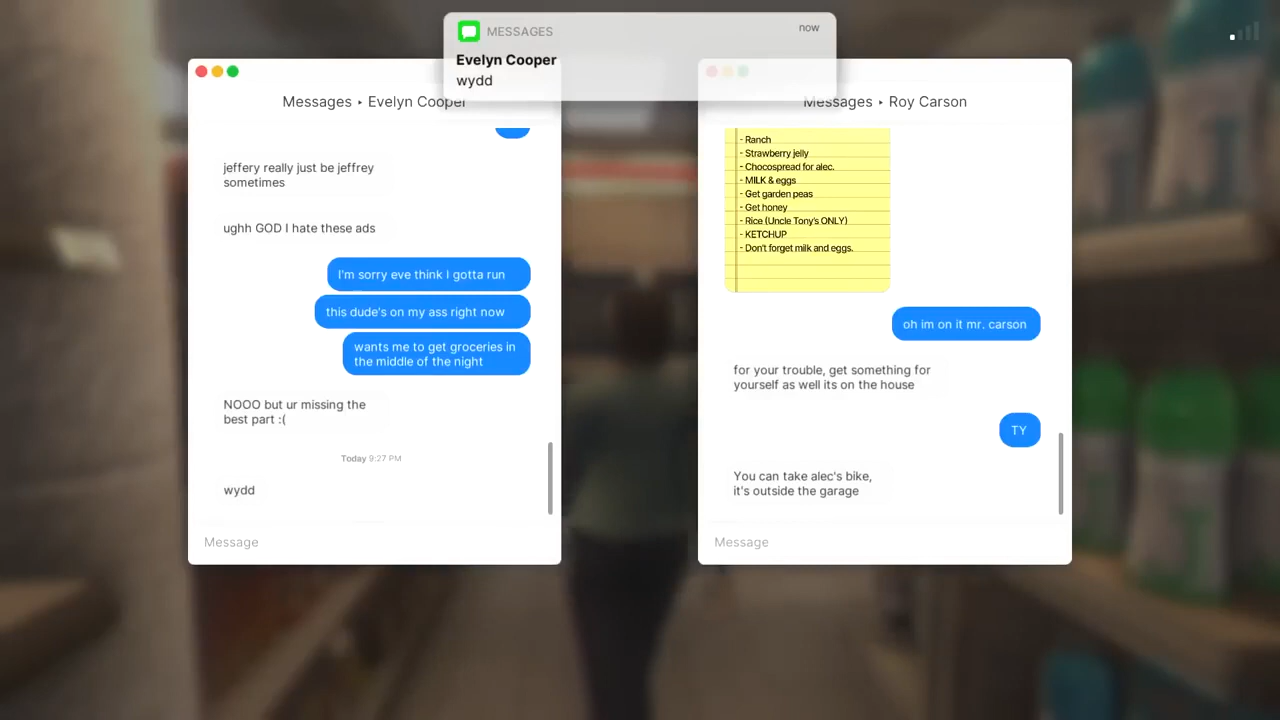 MESSAGES
now
Evelyn Cooper
wydd
Messages ▸ Evelyn Cooper
jeffery really just be jeffrey
sometimes
ughh GOD I hate these ads
I'm sorry eve think I gotta run
this dude's on my ass right now
wants me to get groceries in
the middle of the night
NOOO but ur missing the
best part :(
Today 9:27 PM
wydd
Message
Messages ▸ Roy Carson
- Ranch
- Strawberry jelly
- Chocospread for alec.
- MILK & eggs
- Get garden peas
- Get honey
- Rice (Uncle Tony's ONLY)
- KETCHUP
- Don't forget milk and eggs.
oh im on it mr. carson
for your trouble, get something for
yourself as well its on the house
TY
You can take alec's bike,
it's outside the garage
Message